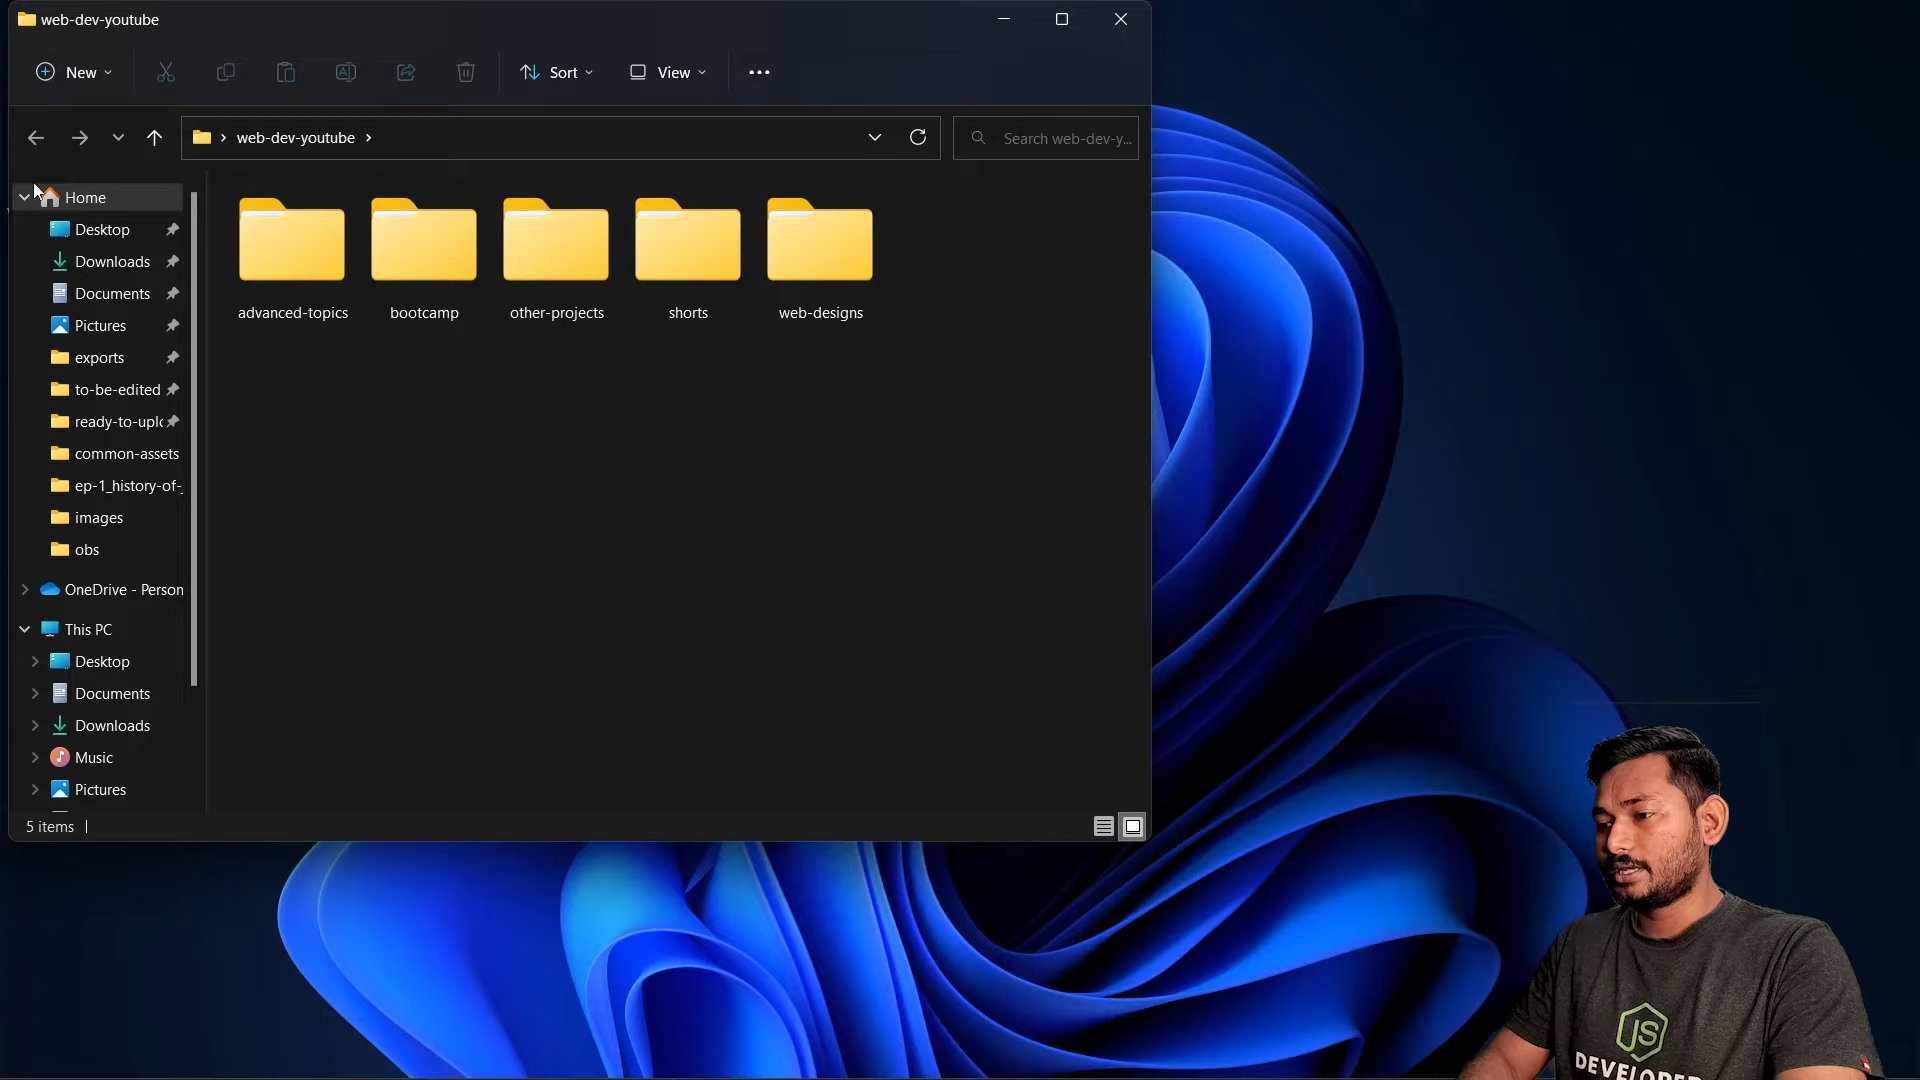 web-dev-youtube
New
Sort
View
web-dev-youtube
Search web-dev-y...
Home
Desktop
Downloads
Documents
Pictures
exports
to-be-edited
ready-to-uplo
common-assets
ep-1_history-of-
images
obs
OneDrive - Person
This PC
Desktop
Documents
Downloads
Music
Pictures
advanced-topics
bootcamp
other-projects
shorts
web-designs
5 items
JS
DEVELOPER